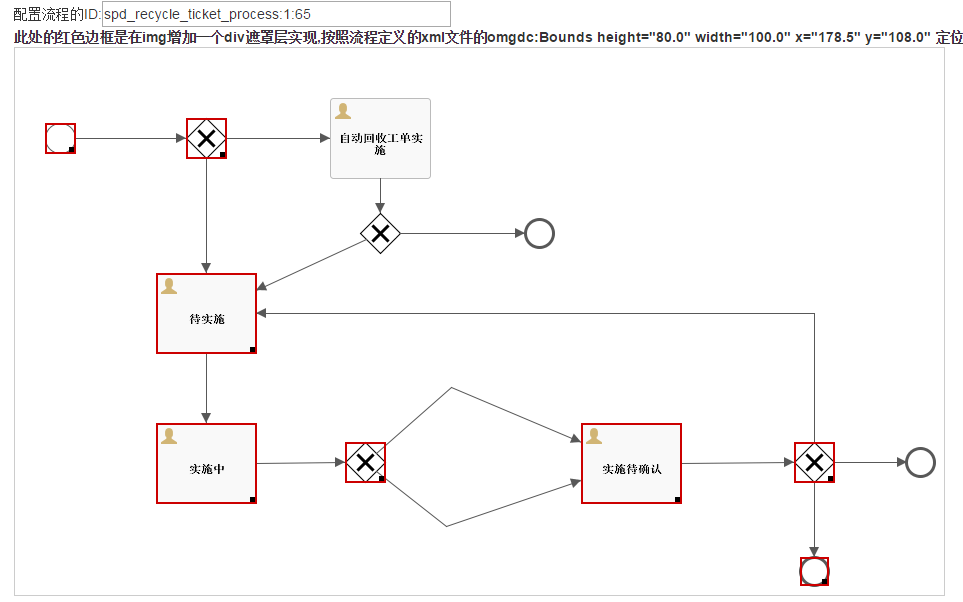 配置流程的ID:spd_recycle_ticket_process:1:65
此处的红色边框是在img增加一个div遮罩层实现,按照流程定义的xml文件的omgdc:Bounds height="80.0" width="100.0" x="178.5" y="108.0" 定位
自动回收工单实
施
待实施
实施中
实施待确认